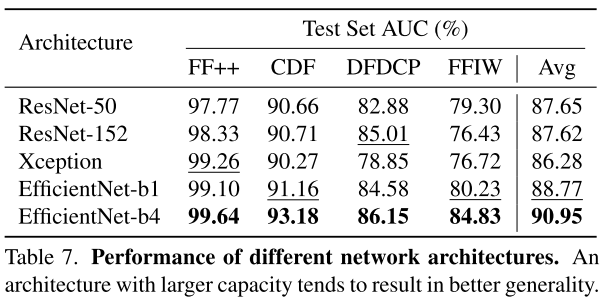 Architecture Test Set AUC (%)
FF++ CDF DFDCP FFIW Avg
ResNet-50 97.77 90.66 82.88 79.30 87.65
ResNet-152 98.33 90.71 85.01 76.43 87.62
Xception 99.26 90.27 78.85 76.72 86.28
EfficientNet-b1 99.10 91.16 84.58 80.23 88.77
EfficientNet-b4 99.64 93.18 86.15 84.83 90.95
Table 7. Performance of different network architectures. An
architecture with larger capacity tends to result in better generality.